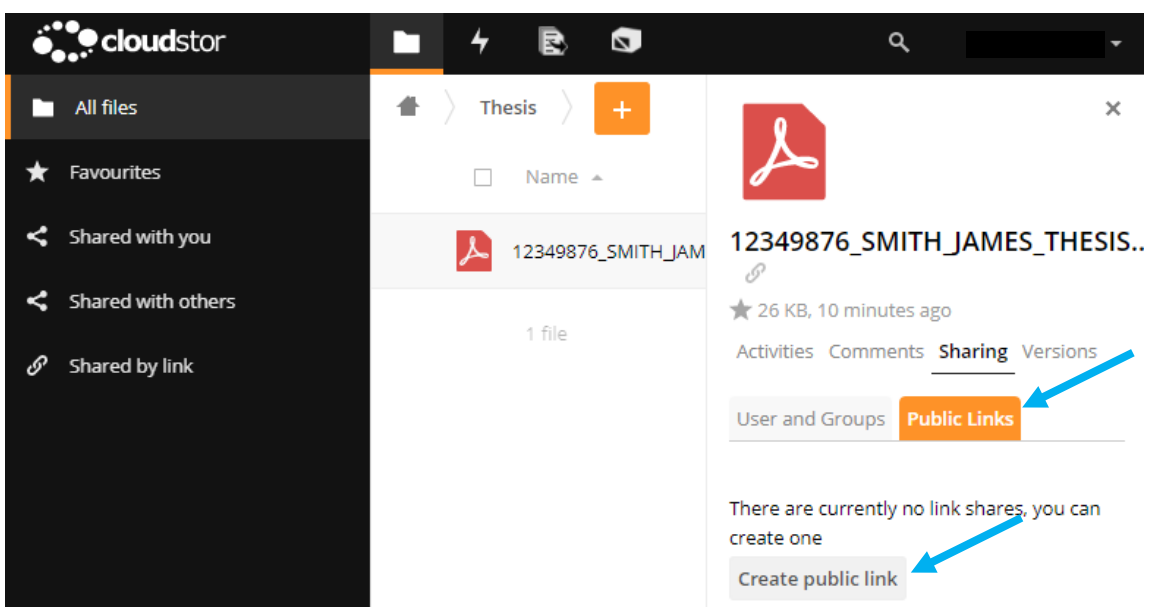 cloudstor
All files
Favourites
Shared with you
Shared with others
Shared by link
Thesis
+
Name
12349876_SMITH_JAM
1 file
×
12349876_SMITH_JAMES_THESIS..
26 KB, 10 minutes ago
Activities Comments Sharing Versions
User and Groups Public Links
There are currently no link shares, you can
create one
Create public link